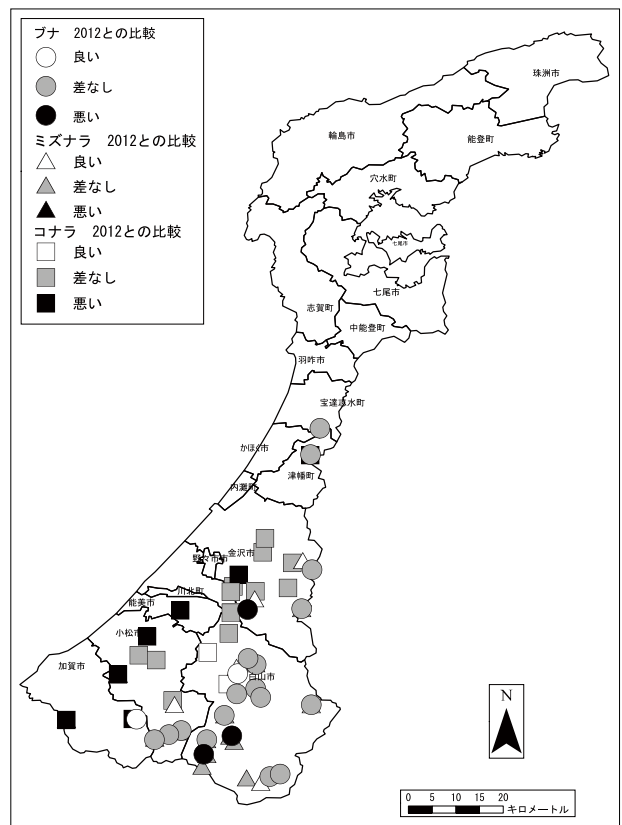 ブナ 2012との比較
良い
差なし
悪い
ミズナラ 2012との比較
良い
差なし
悪い
コナラ 2012との比較
良い
差なし
悪い
珠洲市
輪島市
能登町
穴水町
七尾市
七尾市
志賀町
中能登町
羽咋市
宝達志水町
かほく市
津幡町
内灘町
金沢市
野々市市
川北町
能美市
小松市
加賀市
白山市
N
0 5 10 15 20
キロメートル